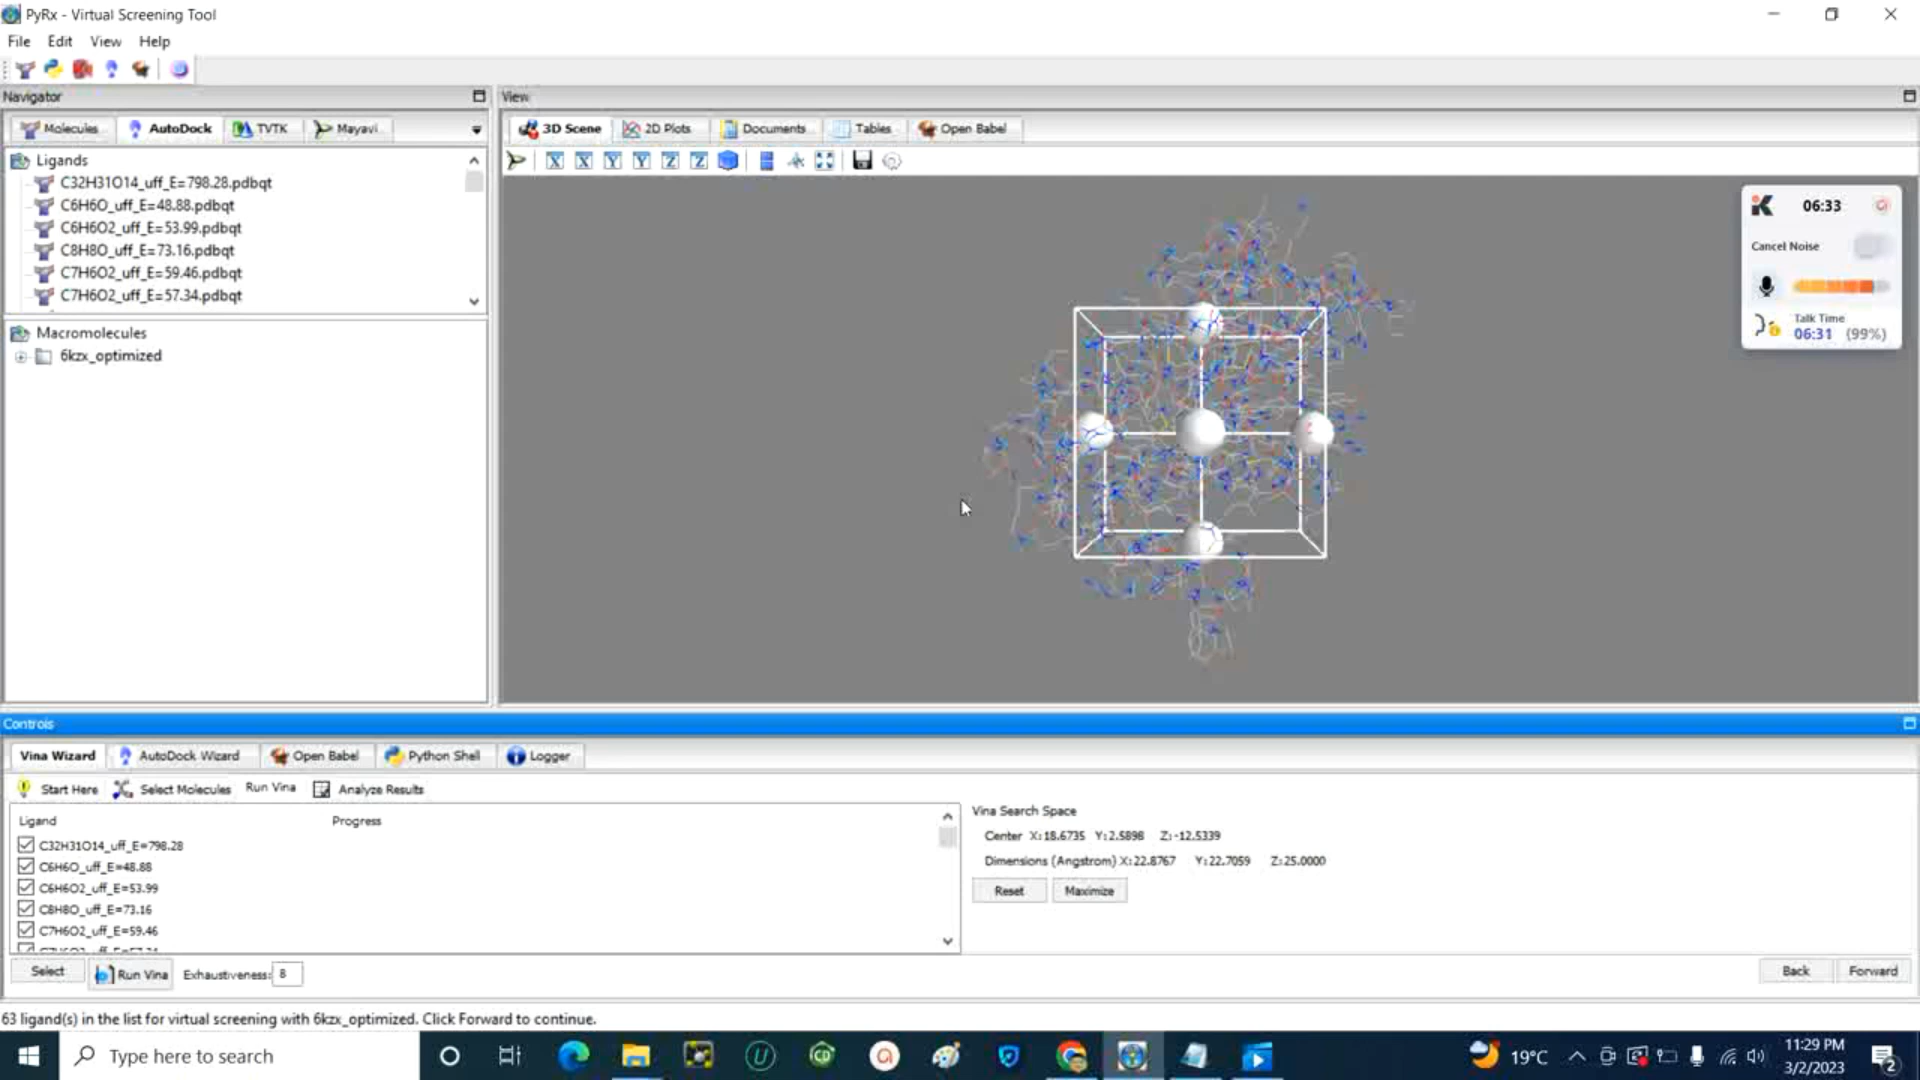 PyRx - Virtual Screening Tool
File Edit View Help
Navigator
View
Molecules AutoDock TVTK Mayavi
3D Scene 2D Plots Documents Tables Open Babel
Ligands
C32H31O14_uff_E=798.28.pdbqt
C6H6O_uff_E=48.88.pdbqt
C6H6O2_uff_E=53.99.pdbqt
C8H8O_uff_E=73.16.pdbqt
C7H6O2_uff_E=59.46.pdbqt
C7H6O2_uff_E=57.34.pdbqt
Macromolecules
6kzx_optimized
X X Y Y Z Z
06:33
Cancel Noise
Talk Time
06:31 (99%)
Controls
Vina Wizard AutoDock Wizard Open Babel Python Shell Logger
Start Here Select Molecules Run Vina Analyze Results
Ligand Progress
C32H31O14_uff_E=798.28
C6H6O_uff_E=48.88
C6H6O2_uff_E=53.99
C8H8O_uff_E=73.16
C7H6O2_uff_E=59.46
Vina Search Space
Center X:18.6735 Y:2.5898 Z:-12.5339
Dimensions (Angstrom) X:22.8767 Y:22.7059 Z:25.0000
Reset Maximize
Select Run Vina Exhaustiveness: 8
Back Forward
63 ligand(s) in the list for virtual screening with 6kzx_optimized. Click Forward to continue.
Type here to search
19°C
11:29 PM
3/2/2023
2